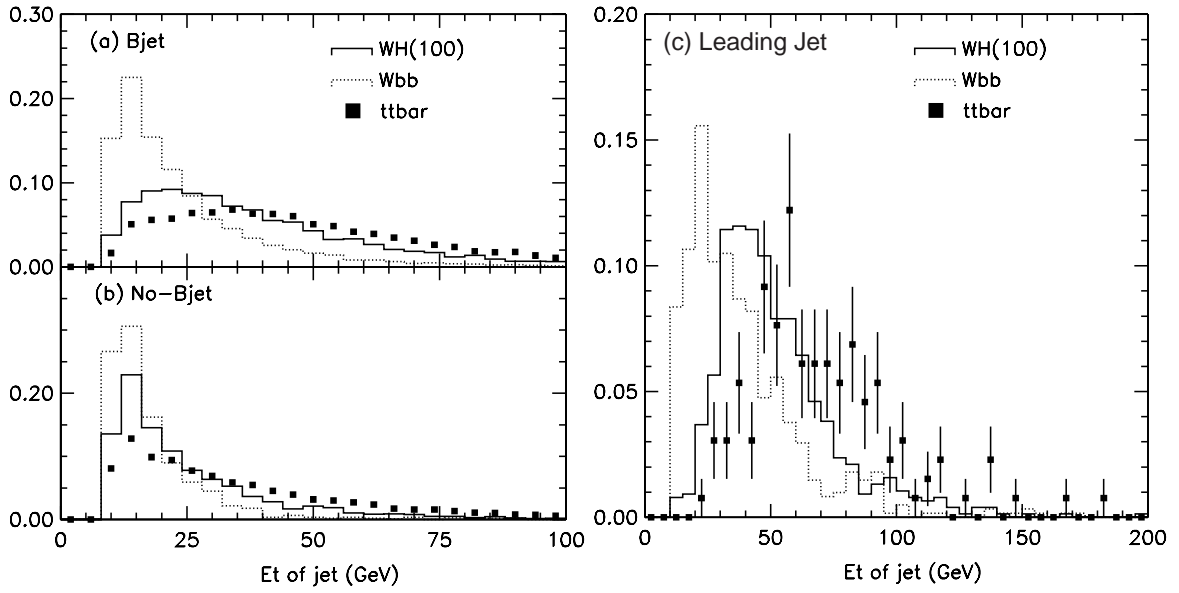 (a) Bjet
WH(100)
Wbb
ttbar
0.30
0.20
0.10
0.00
(b) No-Bjet
0.20
0.00
0
25
50
75
100
Et of jet (GeV)
(c) Leading Jet
WH(100)
Wbb
ttbar
0.20
0.15
0.10
0.05
0.00
0
50
100
150
200
Et of jet (GeV)